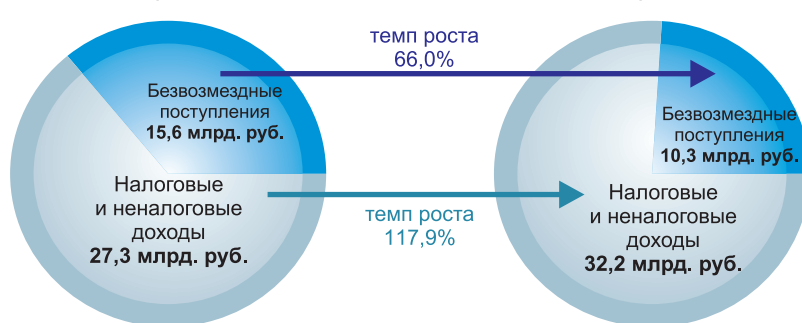 темп роста
66,0%
Безвозмездные
поступления
15,6 млрд. руб.
Безвозмездные
поступления
10,3 млрд. руб.
Налоговые
и неналоговые
доходы
27,3 млрд. руб.
темп роста
117,9%
Налоговые
и неналоговые
доходы
32,2 млрд. руб.